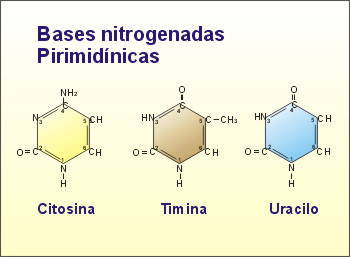 Bases nitrogenadas
Pirimidínicas
NH₂ O O
C C C
4 4 4
N 3 5 CH HN 3 5 C–CH₃ HN 3 5 CH
O=C 2 6 CH O=C 2 6 CH O=C 2 6 CH
1 1 1
N N N
H H H
Citosina Timina Uracilo